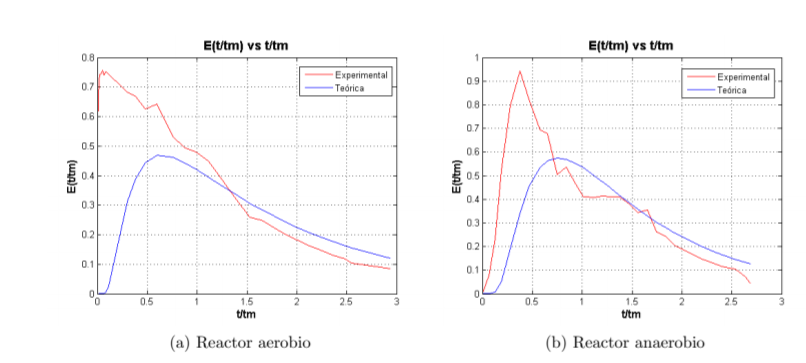 E(t/tm) vs t/tm
0.8
0.7
0.6
0.5
0.4
0.3
0.2
0.1
0
E(t/tm)
Experimental
Teórica
0 0.5 1 1.5 2 2.5 3
t/tm
(a) Reactor aerobio
E(t/tm) vs t/tm
1
0.9
0.8
0.7
0.6
0.5
0.4
0.3
0.2
0.1
0
E(t/tm)
Experimental
Teórica
0 0.5 1 1.5 2 2.5 3
t/tm
(b) Reactor anaerobio